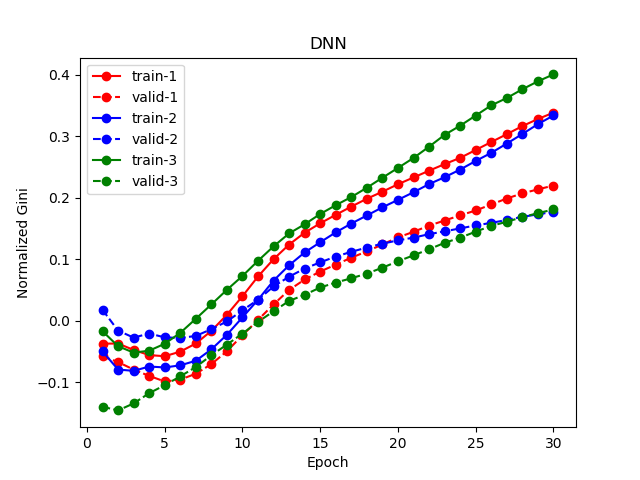 DNN
train-1
valid-1
train-2
valid-2
train-3
valid-3
Normalized Gini
0.4
0.3
0.2
0.1
0.0
−0.1
0 5 10 15 20 25 30
Epoch